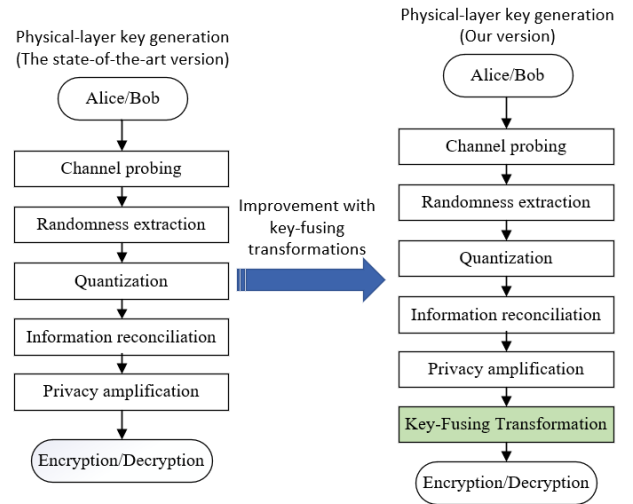 Physical-layer key generation
(The state-of-the-art version)
Alice/Bob
Channel probing
Randomness extraction
Quantization
Information reconciliation
Privacy amplification
Encryption/Decryption
Improvement with
key-fusing
transformations
Physical-layer key generation
(Our version)
Alice/Bob
Channel probing
Randomness extraction
Quantization
Information reconciliation
Privacy amplification
Key-Fusing Transformation
Encryption/Decryption